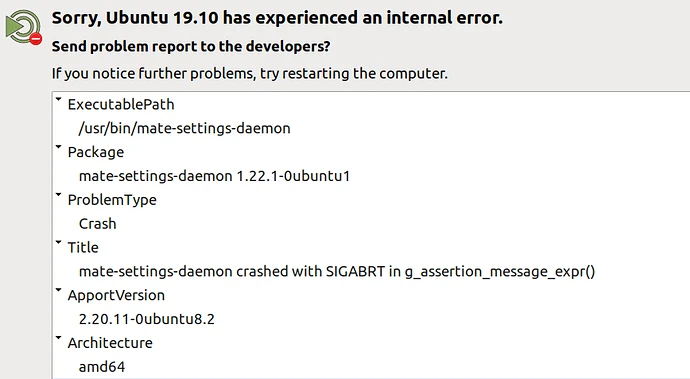 Sorry, Ubuntu 19.10 has experienced an internal error.
Send problem report to the developers?
If you notice further problems, try restarting the computer.
ExecutablePath
/usr/bin/mate-settings-daemon
Package
mate-settings-daemon 1.22.1-0ubuntu1
ProblemType
Crash
Title
mate-settings-daemon crashed with SIGABRT in g_assertion_message_expr()
ApportVersion
2.20.11-0ubuntu8.2
Architecture
amd64